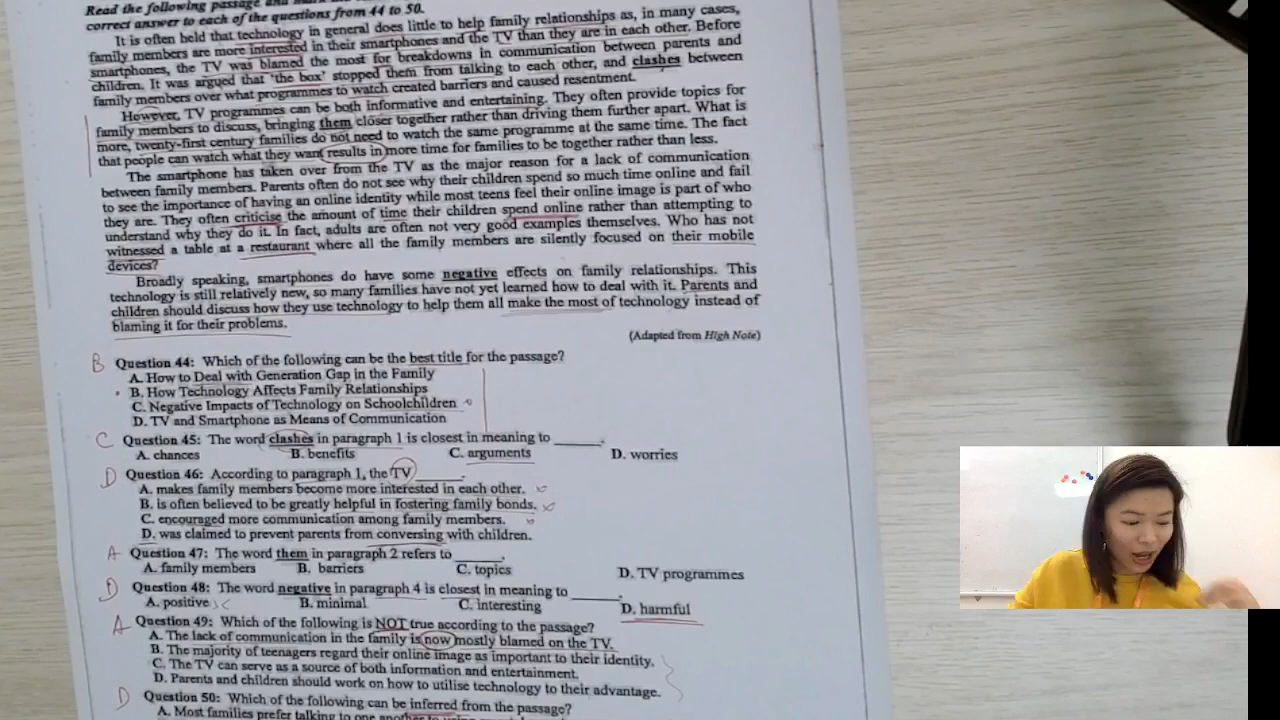 Read the following passage and mark the
correct answer to each of the questions from 44 to 50.
It is often held that technology in general does little to help family relationships as, in many cases,
family members are more interested in their smartphones and the TV than they are in each other. Before
smartphones, the TV was blamed the most for breakdowns in communication between parents and
children. It was argued that 'the box' stopped them from talking to each other, and clashes between
family members over what programmes to watch created barriers and caused resentment.
However, TV programmes can be both informative and entertaining. They often provide topics for
family members to discuss, bringing them closer together rather than driving them further apart. What is
more, twenty-first century families do not need to watch the same programme at the same time. The fact
that people can watch what they want results in more time for families to be together rather than less.
The smartphone has taken over from the TV as the major reason for a lack of communication
between family members. Parents often do not see why their children spend so much time online and fail
to see the importance of having an online identity while most teens feel their online image is part of who
they are. They often criticise the amount of time their children spend online rather than attempting to
understand why they do it. In fact, adults are often not very good examples themselves. Who has not
witnessed a table at a restaurant where all the family members are silently focused on their mobile
devices?
Broadly speaking, smartphones do have some negative effects on family relationships. This
technology is still relatively new, so many families have not yet learned how to deal with it. Parents and
children should discuss how they use technology to help them all make the most of technology instead of
blaming it for their problems.
(Adapted from High Note)
B Question 44: Which of the following can be the best title for the passage?
A. How to Deal with Generation Gap in the Family
B. How Technology Affects Family Relationships
C. Negative Impacts of Technology on Schoolchildren
D. TV and Smartphone as Means of Communication
C Question 45: The word clashes in paragraph 1 is closest in meaning to ______.
A. chances B. benefits C. arguments D. worries
D Question 46: According to paragraph 1, the TV ______.
A. makes family members become more interested in each other.
B. is often believed to be greatly helpful in fostering family bonds.
C. encouraged more communication among family members.
D. was claimed to prevent parents from conversing with children.
A Question 47: The word them in paragraph 2 refers to ______.
A. family members B. barriers C. topics D. TV programmes
D Question 48: The word negative in paragraph 4 is closest in meaning to ______.
A. positive B. minimal C. interesting D. harmful
A Question 49: Which of the following is NOT true according to the passage?
A. The lack of communication in the family is now mostly blamed on the TV.
B. The majority of teenagers regard their online image as important to their identity.
C. The TV can serve as a source of both information and entertainment.
D. Parents and children should work on how to utilise technology to their advantage.
D Question 50: Which of the following can be inferred from the passage?
A. Most families prefer talking to one another to